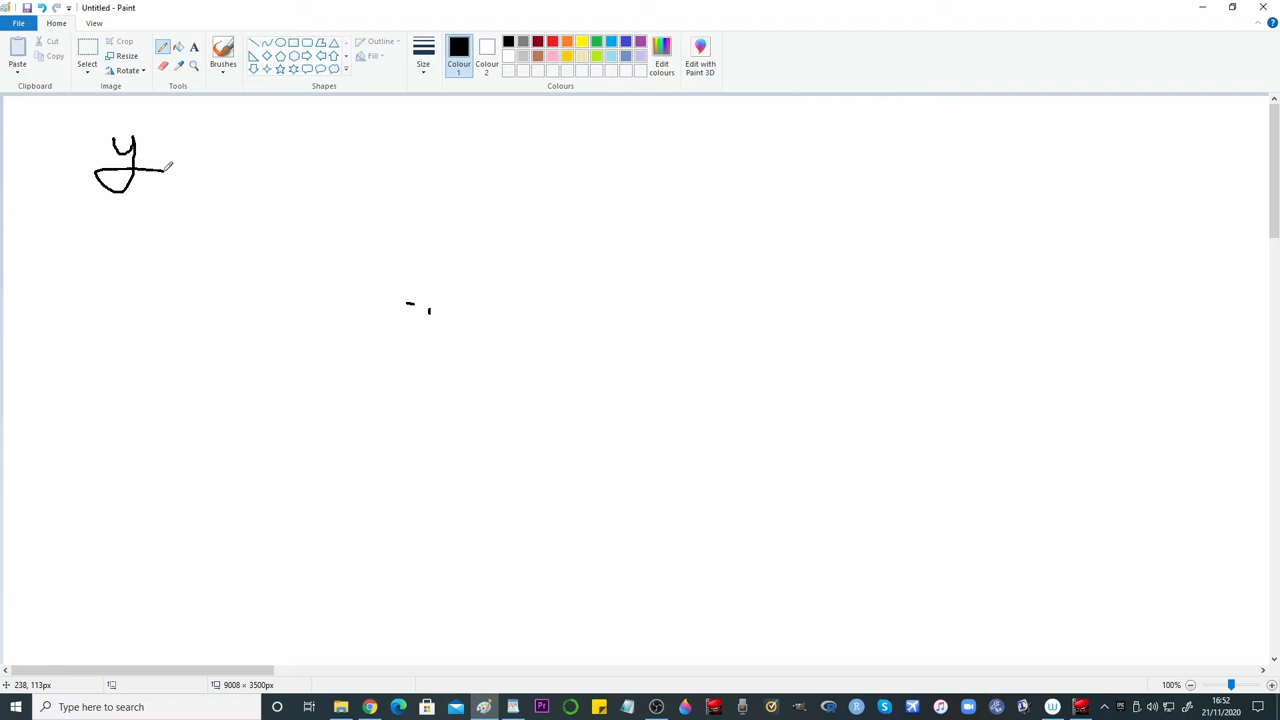 Untitled - Paint
File Home View
Paste
Cut
Copy
Clipboard
Select
Crop
Resize
Rotate
Image
Tools
Brushes
Shapes
Outline
Fill
Size
Colour 1
Colour 2
Edit colours
Edit with Paint 3D
Colours
y
238, 113px
9008 × 3500px
100%
Type here to search
16:52
21/11/2020